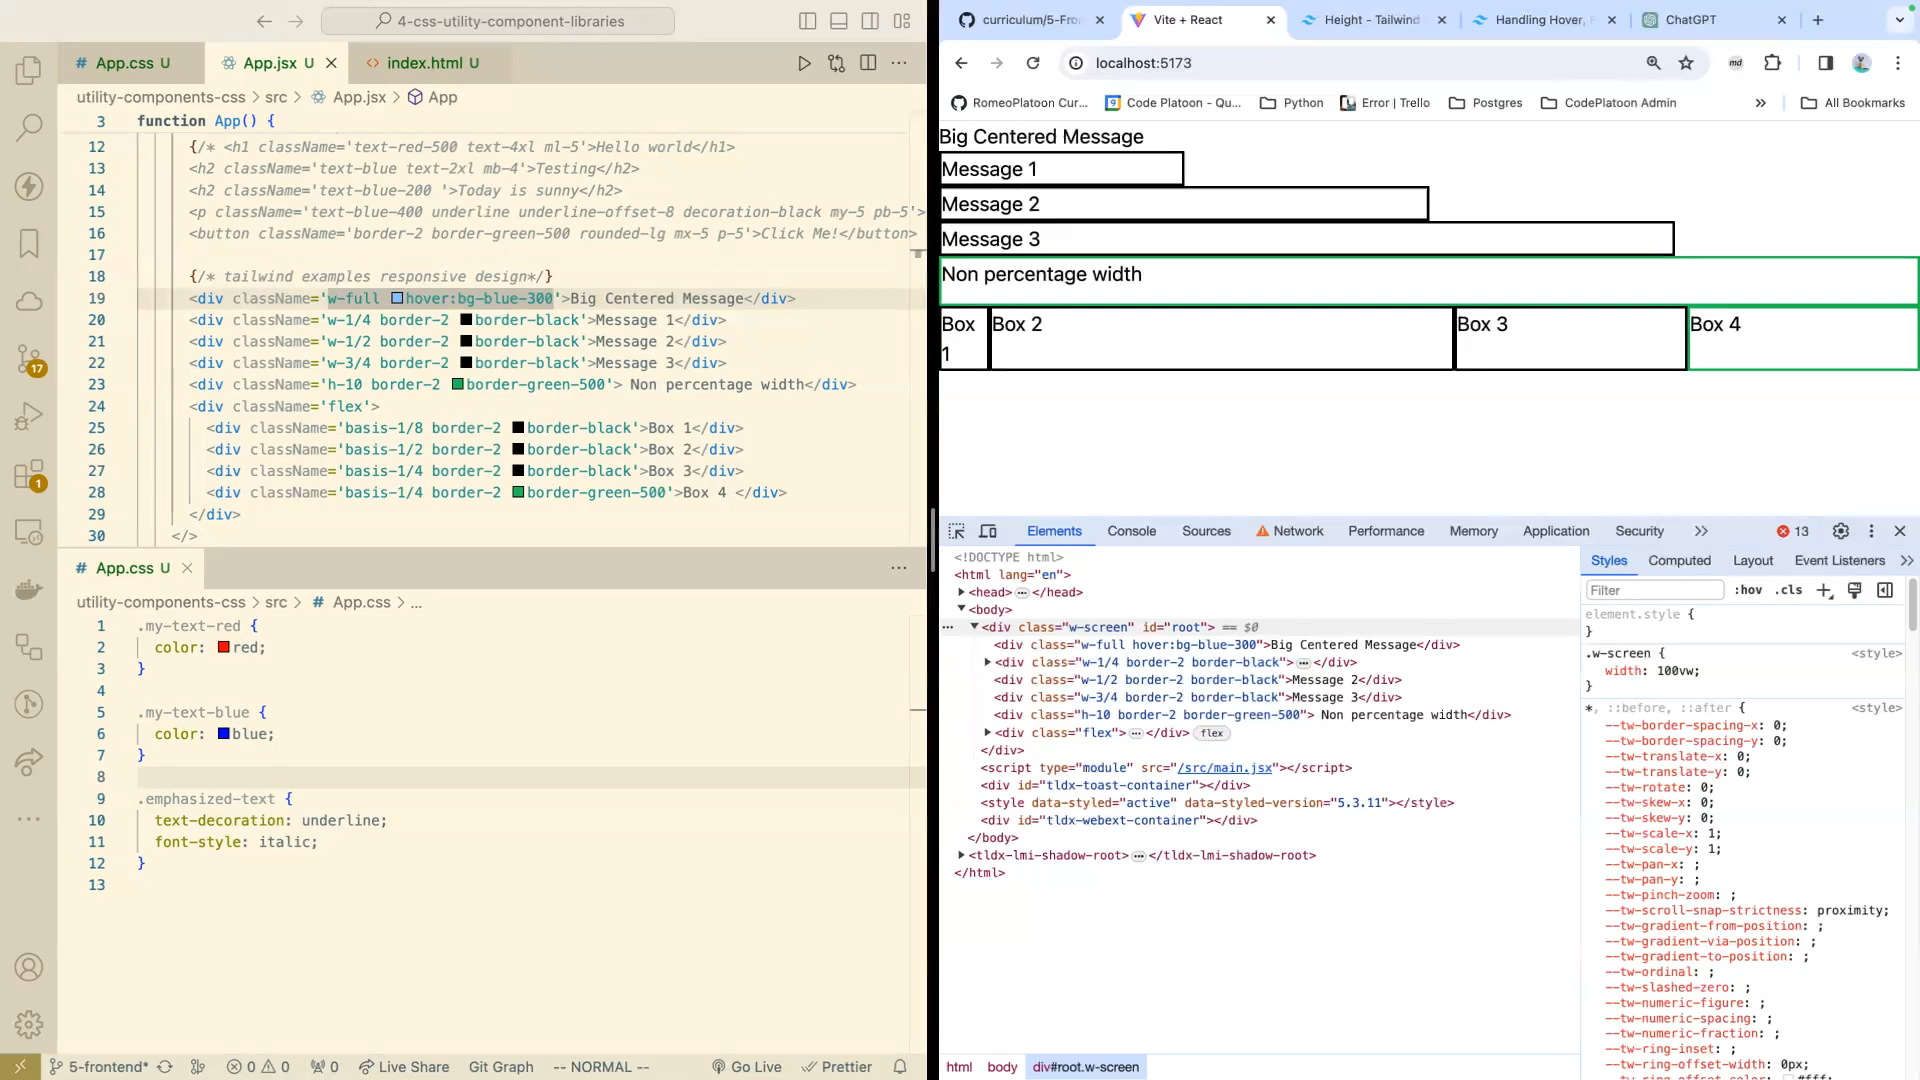 4-css-utility-component-libraries
# App.css U
App.jsx U
<> index.html U
utility-components-css > src > App.jsx > App
3 function App() {
12 {/* <h1 className='text-red-500 text-4xl ml-5'>Hello world</h1>
13 <h2 className='text-blue text-2xl mb-4'>Testing</h2>
14 <h2 className='text-blue-200 '>Today is sunny</h2>
15 <p className='text-blue-400 underline underline-offset-8 decoration-black my-5 pb-5'>
16 <button className='border-2 border-green-500 rounded-lg mx-5 p-5'>Click Me!</button>
17
18 {/* tailwind examples responsive design*/}
19 <div className='w-full hover:bg-blue-300'>Big Centered Message</div>
20 <div className='w-1/4 border-2 border-black'>Message 1</div>
21 <div className='w-1/2 border-2 border-black'>Message 2</div>
22 <div className='w-3/4 border-2 border-black'>Message 3</div>
23 <div className='h-10 border-2 border-green-500'> Non percentage width</div>
24 <div className='flex'>
25 <div className='basis-1/8 border-2 border-black'>Box 1</div>
26 <div className='basis-1/2 border-2 border-black'>Box 2</div>
27 <div className='basis-1/4 border-2 border-black'>Box 3</div>
28 <div className='basis-1/4 border-2 border-green-500'>Box 4 </div>
29 </div>
30 </>
# App.css U
utility-components-css > src > # App.css > ...
1 .my-text-red {
2 color: red;
3 }
4
5 .my-text-blue {
6 color: blue;
7 }
8
9 .emphasized-text {
10 text-decoration: underline;
11 font-style: italic;
12 }
13
17
1
5-frontend* 0 0 0 Live Share Git Graph -- NORMAL -- Go Live Prettier
curriculum/5-Fro
Vite + React
Height - Tailwind
Handling Hover,
ChatGPT
localhost:5173
RomeoPlatoon Cur...
Code Platoon - Qu...
Python
Error | Trello
Postgres
CodePlatoon Admin
All Bookmarks
Big Centered Message
Message 1
Message 2
Message 3
Non percentage width
Box 1
Box 2
Box 3
Box 4
Elements Console Sources Network Performance Memory Application Security 13
<!DOCTYPE html>
<html lang="en">
<head> </head>
<body>
<div class="w-screen" id="root"> == $0
<div class="w-full hover:bg-blue-300">Big Centered Message</div>
<div class="w-1/4 border-2 border-black"> </div>
<div class="w-1/2 border-2 border-black">Message 2</div>
<div class="w-3/4 border-2 border-black">Message 3</div>
<div class="h-10 border-2 border-green-500"> Non percentage width</div>
<div class="flex"> </div> flex
</div>
<script type="module" src="/src/main.jsx"></script>
<div id="tldx-toast-container"></div>
<style data-styled="active" data-styled-version="5.3.11"></style>
<div id="tldx-webext-container"></div>
</body>
<tldx-lmi-shadow-root> </tldx-lmi-shadow-root>
</html>
html body div#root.w-screen
Styles Computed Layout Event Listeners
Filter :hov .cls
element.style {
}
.w-screen { <style>
width: 100vw;
}
*, ::before, ::after { <style>
--tw-border-spacing-x: 0;
--tw-border-spacing-y: 0;
--tw-translate-x: 0;
--tw-translate-y: 0;
--tw-rotate: 0;
--tw-skew-x: 0;
--tw-skew-y: 0;
--tw-scale-x: 1;
--tw-scale-y: 1;
--tw-pan-x: ;
--tw-pan-y: ;
--tw-pinch-zoom: ;
--tw-scroll-snap-strictness: proximity;
--tw-gradient-from-position: ;
--tw-gradient-via-position: ;
--tw-gradient-to-position: ;
--tw-ordinal: ;
--tw-slashed-zero: ;
--tw-numeric-figure: ;
--tw-numeric-spacing: ;
--tw-numeric-fraction: ;
--tw-ring-inset: ;
--tw-ring-offset-width: 0px;